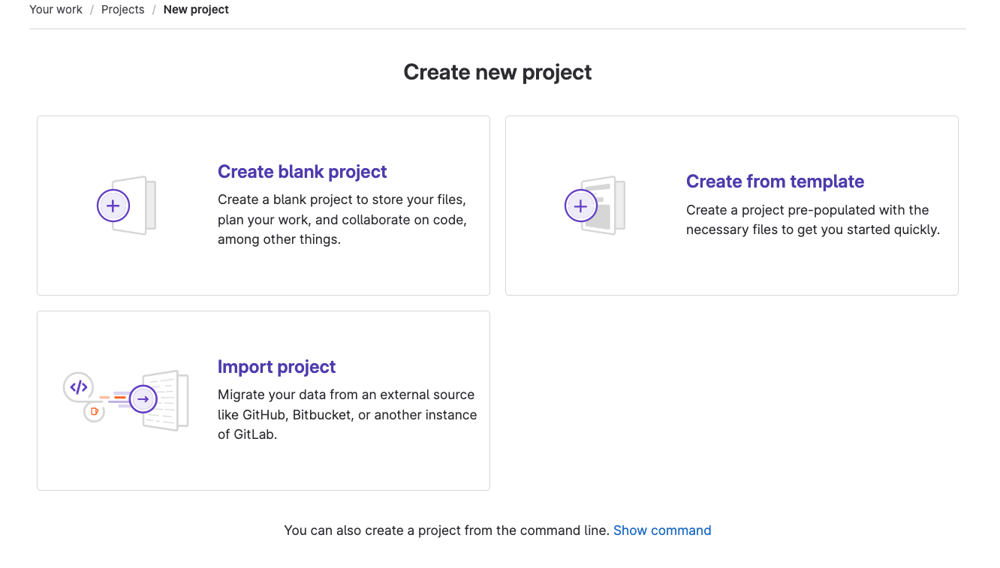 Your work / Projects / New project
Create new project
Create blank project
Create a blank project to store your files,
plan your work, and collaborate on code,
among other things.
Create from template
Create a project pre-populated with the
necessary files to get you started quickly.
Import project
Migrate your data from an external source
like GitHub, Bitbucket, or another instance
of GitLab.
You can also create a project from the command line. Show command